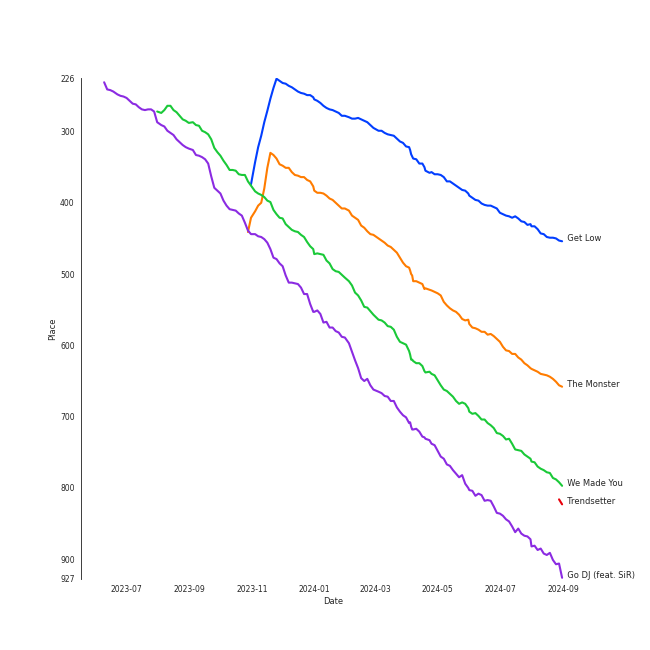 226
300
400
500
600
700
800
900
927
Place
2023-07
2023-09
2023-11
2024-01
2024-03
2024-05
2024-07
2024-09
Date
Get Low
The Monster
We Made You
Trendsetter
Go DJ (feat. SiR)